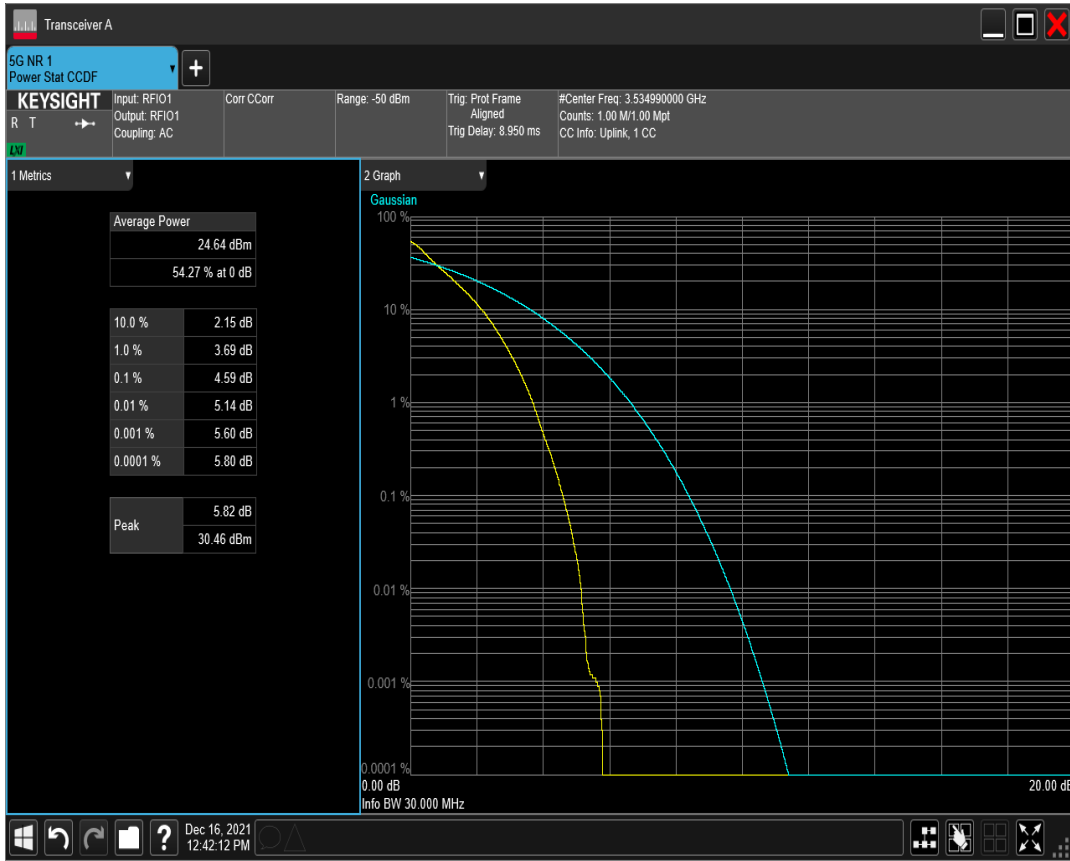 Transceiver A
5G NR 1
Power Stat CCDF
+
KEYSIGHT
R T
LXI
Input: RFIO1
Output: RFIO1
Coupling: AC
Corr CCorr
Range: -50 dBm
Trig: Prot Frame
Aligned
Trig Delay: 8.950 ms
#Center Freq: 3.534990000 GHz
Counts: 1.00 M/1.00 Mpt
CC Info: Uplink, 1 CC
1 Metrics
Average Power
24.64 dBm
54.27 % at 0 dB
10.0 % 2.15 dB
1.0 % 3.69 dB
0.1 % 4.59 dB
0.01 % 5.14 dB
0.001 % 5.60 dB
0.0001 % 5.80 dB
Peak
5.82 dB
30.46 dBm
2 Graph
Gaussian
100 %
10 %
1 %
0.1 %
0.01 %
0.001 %
0.0001 %
0.00 dB 20.00 dB
Info BW 30.000 MHz
?
Dec 16, 2021
12:42:12 PM